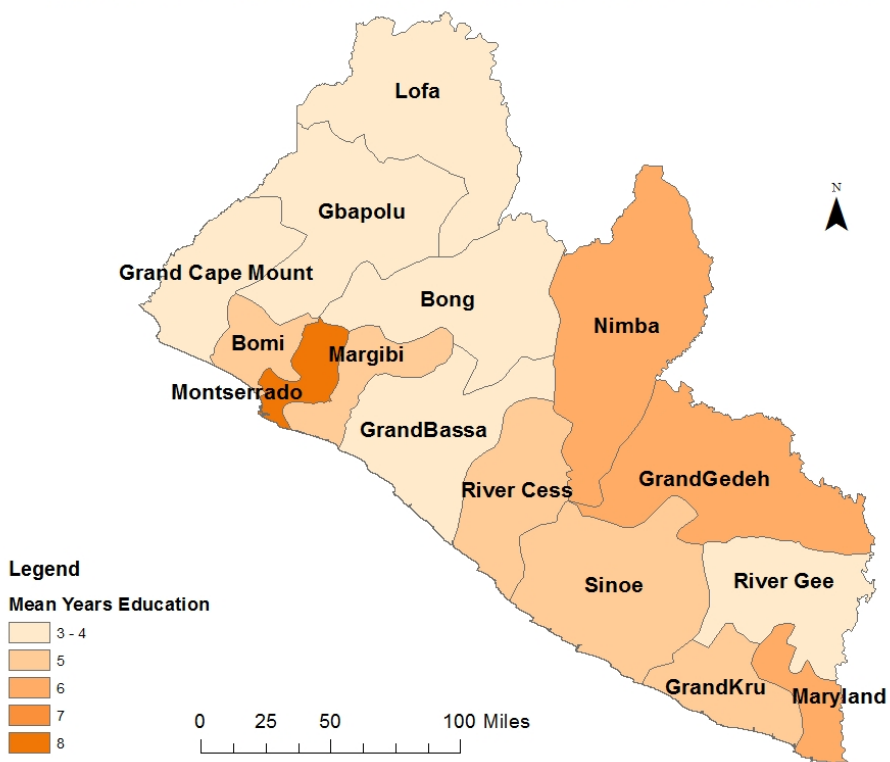 Lofa
N
Gbapolu
Grand Cape Mount
Bong
Nimba
Bomi
Margibi
Montserrado
GrandBassa
GrandGedeh
River Cess
Legend
River Gee
Sinoe
Mean Years Education
3 - 4
5
6
7
8
GrandKru
Maryland
0 25 50 100 Miles